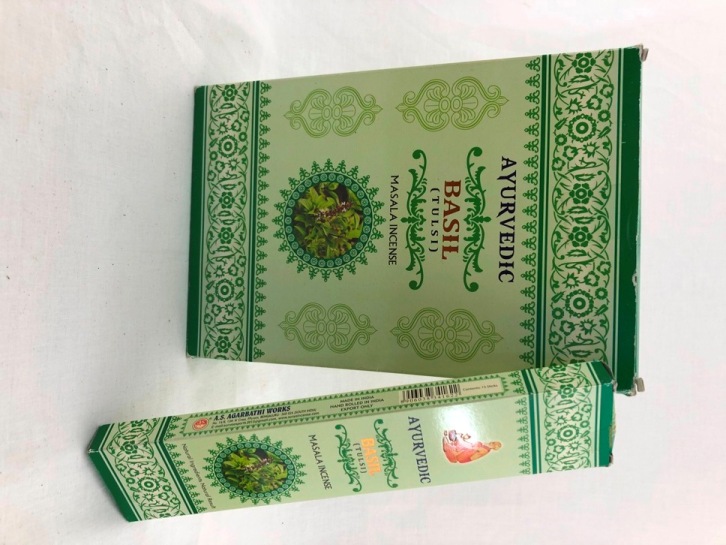 AYURVEDIC
BASIL
(TULSI)
MASALA INCENSE
A.S. AGARBATHI WORKS
MADE IN INDIA
HAND ROLLED IN INDIA
EXPORT ONLY
AYURVEDIC
BASIL
(TULSI)
MASALA INCENSE